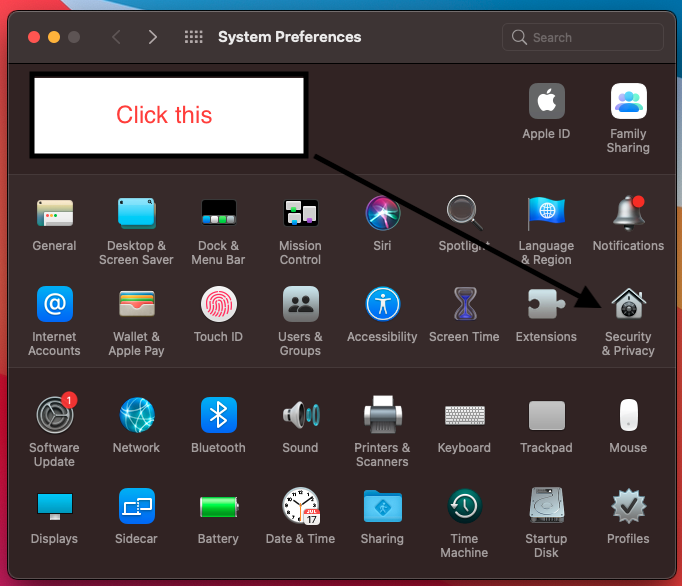 System Preferences
Search
Click this
Apple ID
Family
Sharing
General
Desktop &
Screen Saver
Dock &
Menu Bar
Mission
Control
Siri
Spotlight
Language
& Region
Notifications
Internet
Accounts
Wallet &
Apple Pay
Touch ID
Users &
Groups
Accessibility
Screen Time
Extensions
Security
& Privacy
1
Software
Update
Network
Bluetooth
Sound
Printers &
Scanners
Keyboard
Trackpad
Mouse
Displays
Sidecar
Battery
JUL
17
Date & Time
Sharing
Time
Machine
Startup
Disk
Profiles